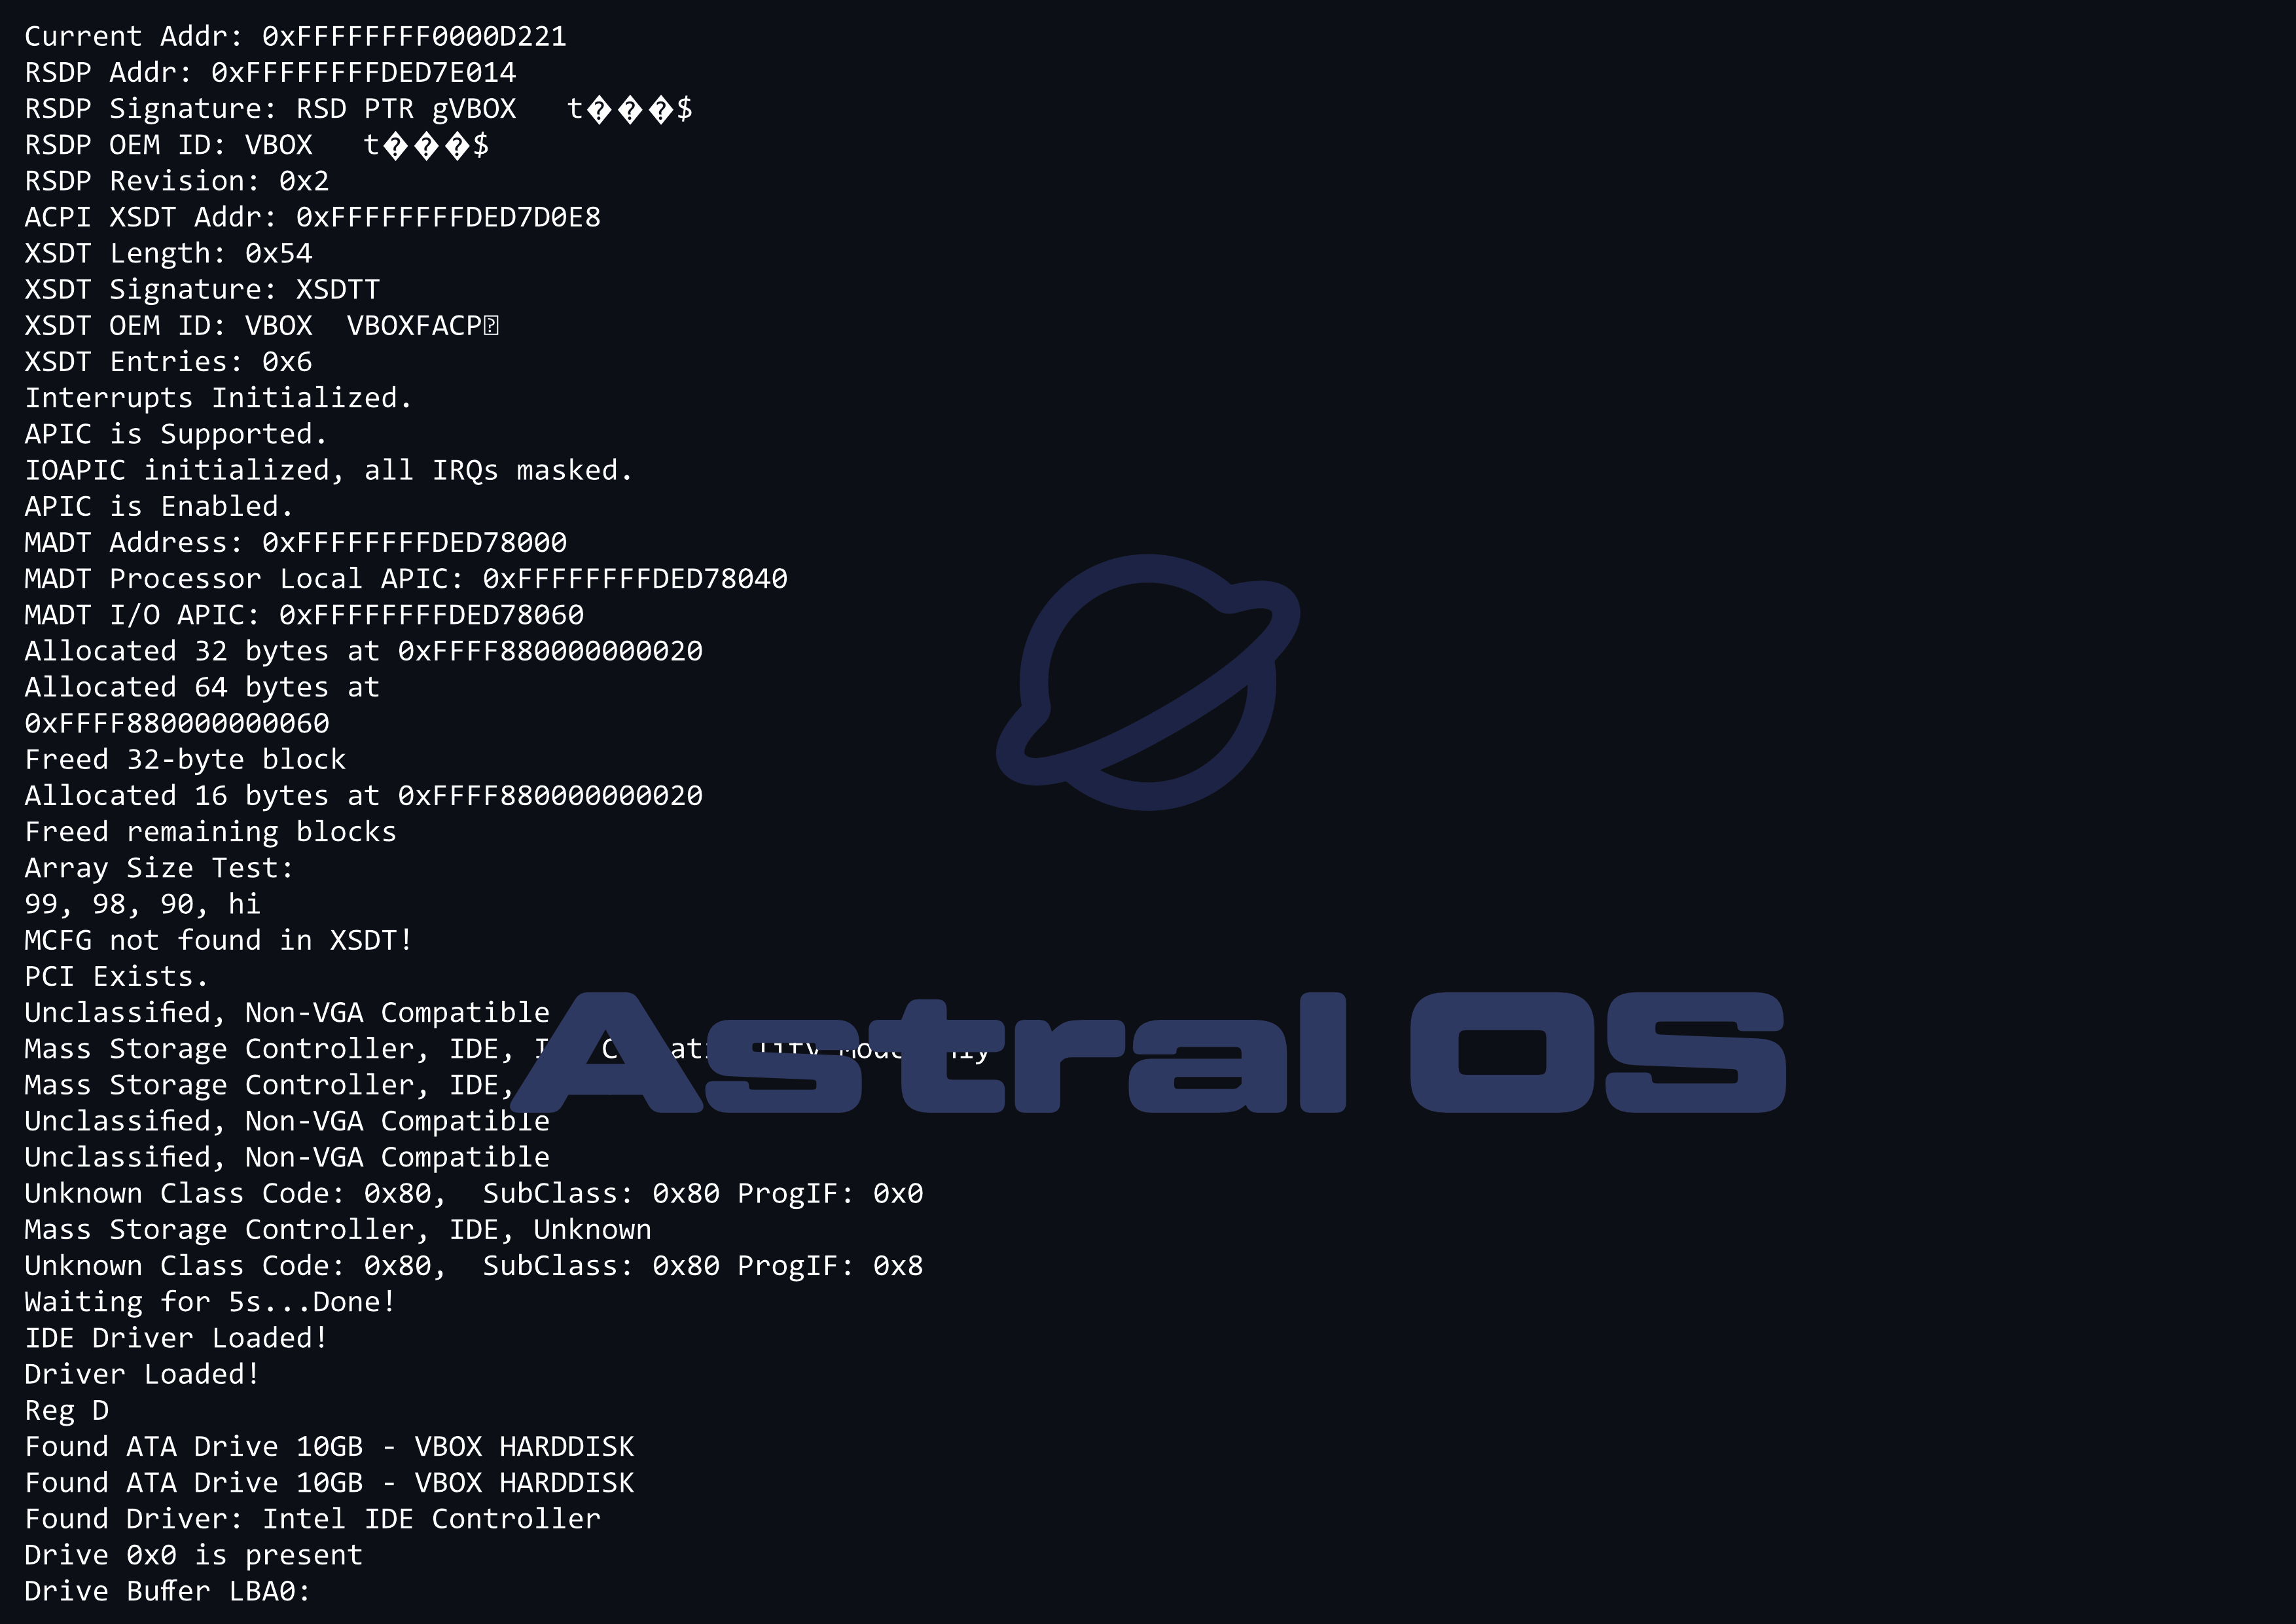 Current Addr: 0xFFFFFFFF0000D221
RSDP Addr: 0xFFFFFFFFDED7E014
RSDP Signature: RSD PTR gVBOX   t���$
RSDP OEM ID: VBOX   t���$
RSDP Revision: 0x2
ACPI XSDT Addr: 0xFFFFFFFFDED7D0E8
XSDT Length: 0x54
XSDT Signature: XSDTT
XSDT OEM ID: VBOX  VBOXFACP
XSDT Entries: 0x6
Interrupts Initialized.
APIC is Supported.
IOAPIC initialized, all IRQs masked.
APIC is Enabled.
MADT Address: 0xFFFFFFFFDED78000
MADT Processor Local APIC: 0xFFFFFFFFDED78040
MADT I/O APIC: 0xFFFFFFFFDED78060
Allocated 32 bytes at 0xFFFF880000000020
Allocated 64 bytes at
0xFFFF880000000060
Freed 32-byte block
Allocated 16 bytes at 0xFFFF880000000020
Freed remaining blocks
Array Size Test:
99, 98, 90, hi
MCFG not found in XSDT!
PCI Exists.
Unclassified, Non-VGA Compatible
Mass Storage Controller, IDE,
Mass Storage Controller, IDE,
Unclassified, Non-VGA Compatible
Astral OS
Unclassified, Non-VGA Compatible
Unknown Class Code: 0x80,  SubClass: 0x80 ProgIF: 0x0
Mass Storage Controller, IDE, Unknown
Unknown Class Code: 0x80,  SubClass: 0x80 ProgIF: 0x8
Waiting for 5s...Done!
IDE Driver Loaded!
Driver Loaded!
Reg D
Found ATA Drive 10GB - VBOX HARDDISK
Found ATA Drive 10GB - VBOX HARDDISK
Found Driver: Intel IDE Controller
Drive 0x0 is present
Drive Buffer LBA0: